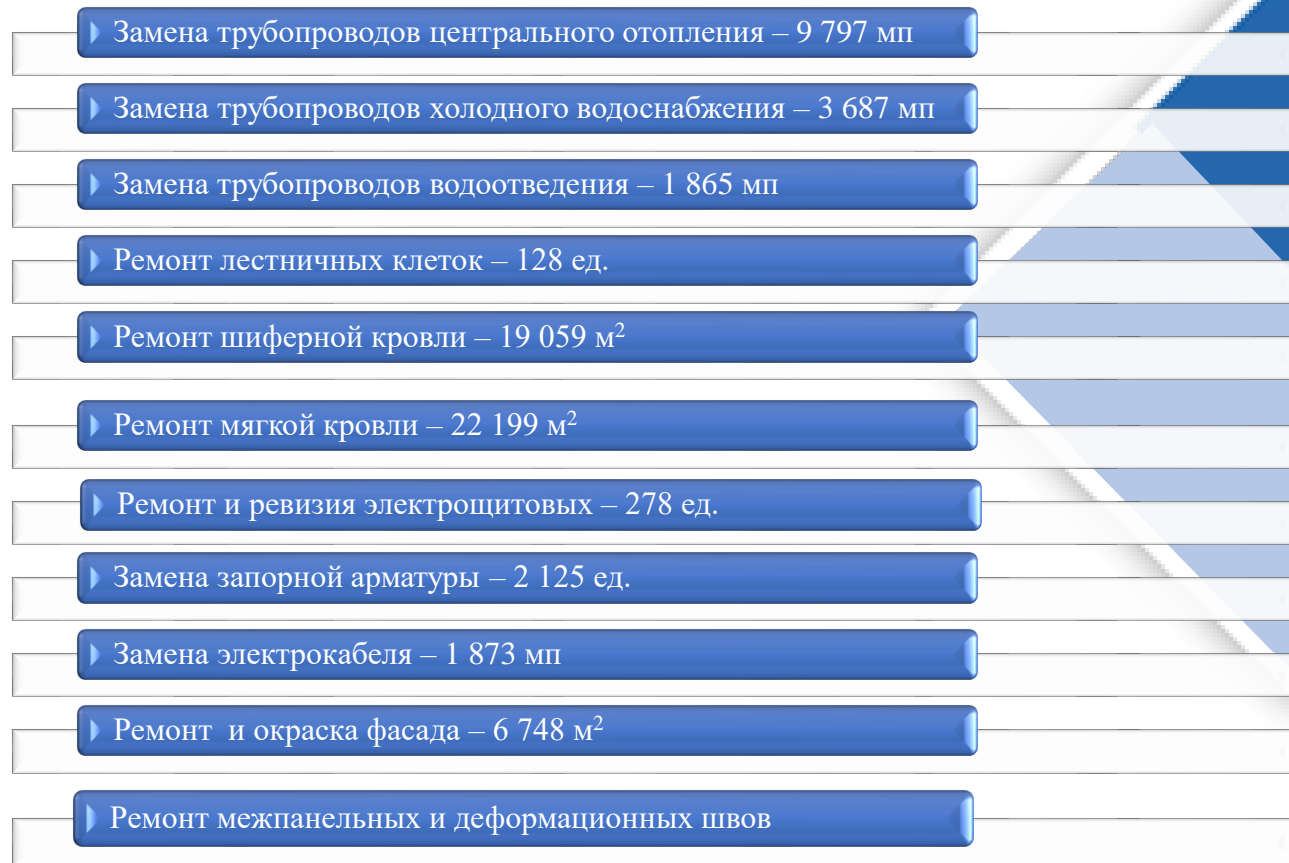 Замена трубопроводов центрального отопления – 9 797 мп
Замена трубопроводов холодного водоснабжения – 3 687 мп
Замена трубопроводов водоотведения – 1 865 мп
Ремонт лестничных клеток – 128 ед.
Ремонт шиферной кровли – 19 059 м²
Ремонт мягкой кровли – 22 199 м²
Ремонт и ревизия электрощитовых – 278 ед.
Замена запорной арматуры – 2 125 ед.
Замена электрокабеля – 1 873 мп
Ремонт и окраска фасада – 6 748 м²
Ремонт межпанельных и деформационных швов